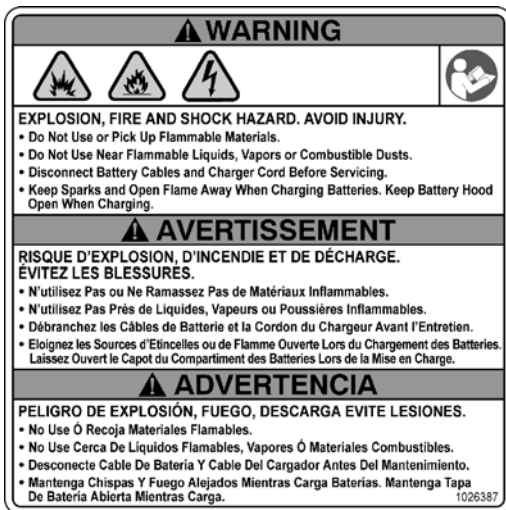 WARNING
EXPLOSION, FIRE AND SHOCK HAZARD. AVOID INJURY.
• Do Not Use or Pick Up Flammable Materials.
• Do Not Use Near Flammable Liquids, Vapors or Combustible Dusts.
• Disconnect Battery Cables and Charger Cord Before Servicing.
• Keep Sparks and Open Flame Away When Charging Batteries. Keep Battery Hood
Open When Charging.
AVERTISSEMENT
RISQUE D'EXPLOSION, D'INCENDIE ET DE DÉCHARGE.
ÉVITEZ LES BLESSURES.
• N'utilisez Pas ou Ne Ramassez Pas de Matériaux Inflammables.
• N'utilisez Pas Près de Liquides, Vapeurs ou Poussières Inflammables.
• Débranchez les Câbles de Batterie et la Cordon du Chargeur Avant l'Entretien.
• Eloignez les Sources d'Etincelles ou de Flamme Ouverte Lors du Chargement des Batteries.
Laissez Ouvert le Capot du Compartiment des Batteries Lors de la Mise en Charge.
ADVERTENCIA
PELIGRO DE EXPLOSIÓN, FUEGO, DESCARGA EVITE LESIONES.
• No Use Ó Recoja Materiales Flamables.
• No Use Cerca De Líquidos Flamables, Vapores Ó Materiales Combustibles.
• Desconecte Cable De Batería Y Cable Del Cargador Antes Del Mantenimiento.
• Mantenga Chispas Y Fuego Alejados Mientras Carga Baterías. Mantenga Tapa
De Batería Abierta Mientras Carga.
1026387